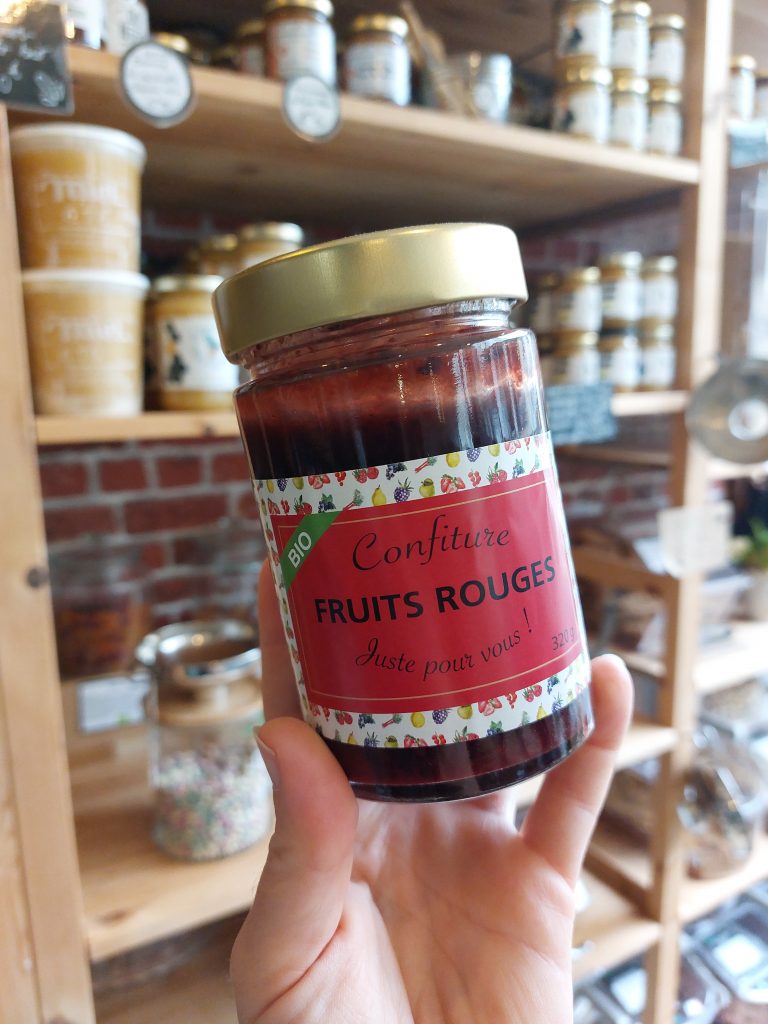 BIO
Confiture
FRUITS ROUGES
Juste pour vous !
320 g